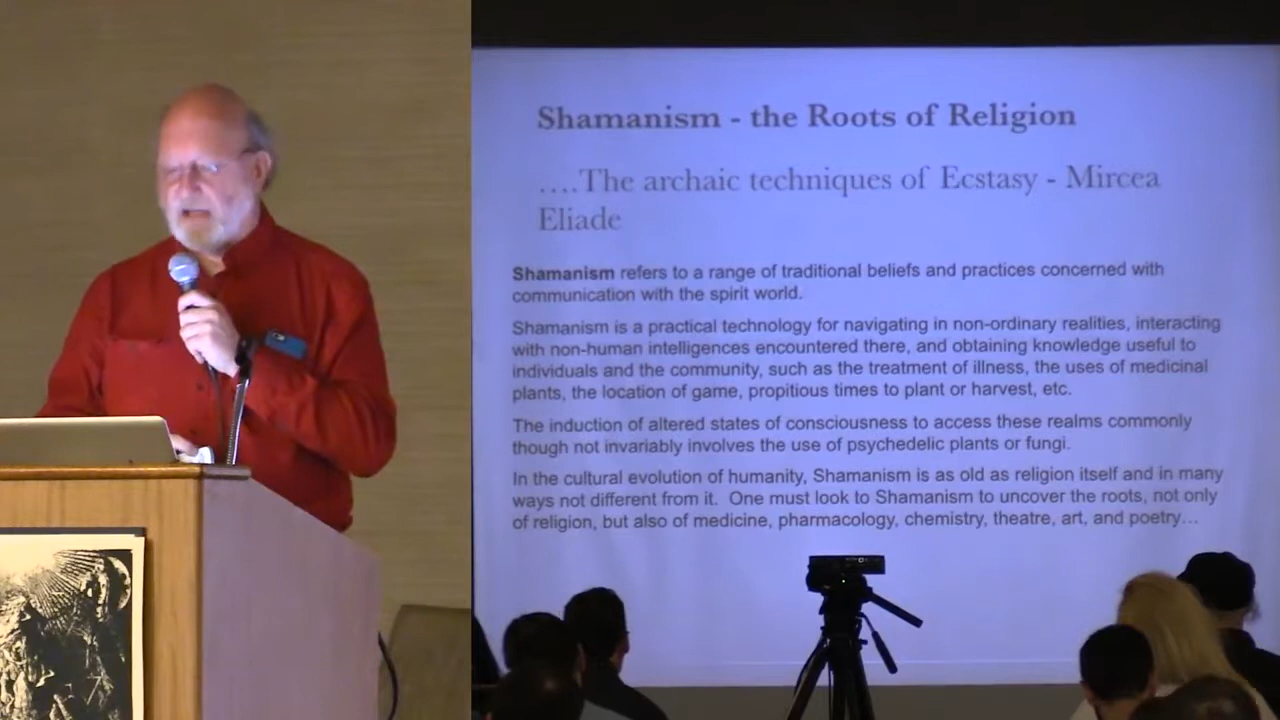 Shamanism - the Roots of Religion
….The archaic techniques of Ecstasy - Mircea
Eliade
Shamanism refers to a range of traditional beliefs and practices concerned with
communication with the spirit world.
Shamanism is a practical technology for navigating in non-ordinary realities, interacting
with non-human intelligences encountered there, and obtaining knowledge useful to
individuals and the community, such as the treatment of illness, the uses of medicinal
plants, the location of game, propitious times to plant or harvest, etc.
The induction of altered states of consciousness to access these realms commonly
though not invariably involves the use of psychedelic plants or fungi.
In the cultural evolution of humanity, Shamanism is as old as religion itself and in many
ways not different from it.  One must look to Shamanism to uncover the roots, not only
of religion, but also of medicine, pharmacology, chemistry, theatre, art, and poetry…